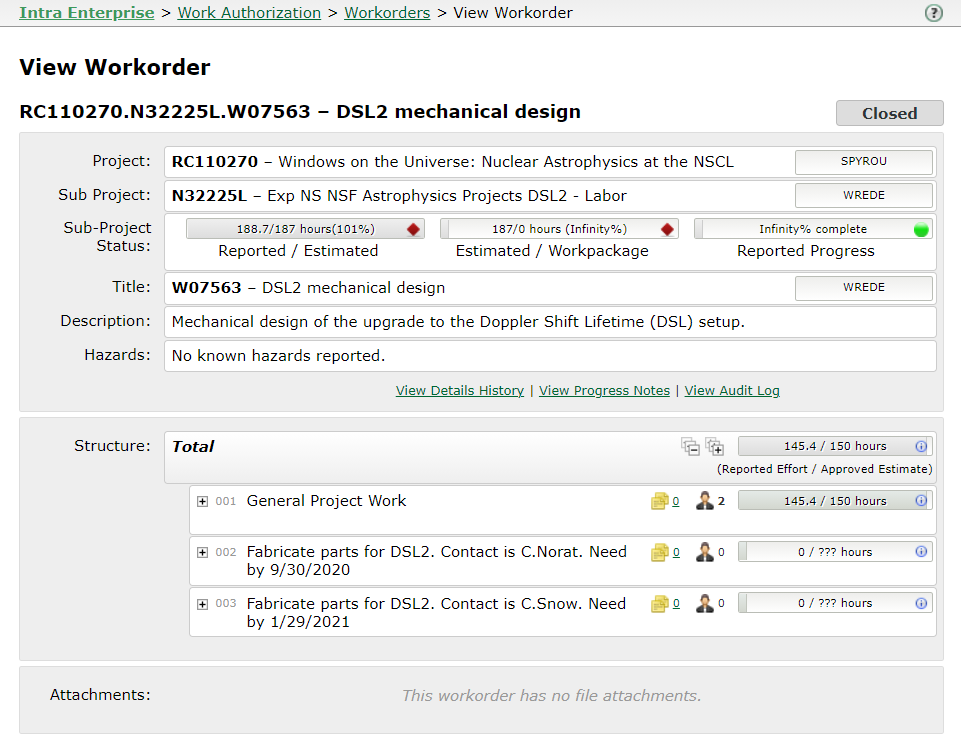 Intra Enterprise > Work Authorization > Workorders > View Workorder ?
View Workorder
RC110270.N32225L.W07563 – DSL2 mechanical design
Closed
Project: RC110270 – Windows on the Universe: Nuclear Astrophysics at the NSCL SPYROU
Sub Project: N32225L – Exp NS NSF Astrophysics Projects DSL2 - Labor WREDE
Sub-Project
Status:
188.7/187 hours(101%) 187/0 hours (Infinity%) Infinity% complete
Reported / Estimated Estimated / Workpackage Reported Progress
Title: W07563 – DSL2 mechanical design WREDE
Description: Mechanical design of the upgrade to the Doppler Shift Lifetime (DSL) setup.
Hazards: No known hazards reported.
View Details History | View Progress Notes | View Audit Log
Structure: Total 145.4 / 150 hours
(Reported Effort / Approved Estimate)
001 General Project Work 0 2 145.4 / 150 hours
002 Fabricate parts for DSL2. Contact is C.Norat. Need 0 0 0 / ??? hours
by 9/30/2020
003 Fabricate parts for DSL2. Contact is C.Snow. Need 0 0 0 / ??? hours
by 1/29/2021
Attachments: This workorder has no file attachments.